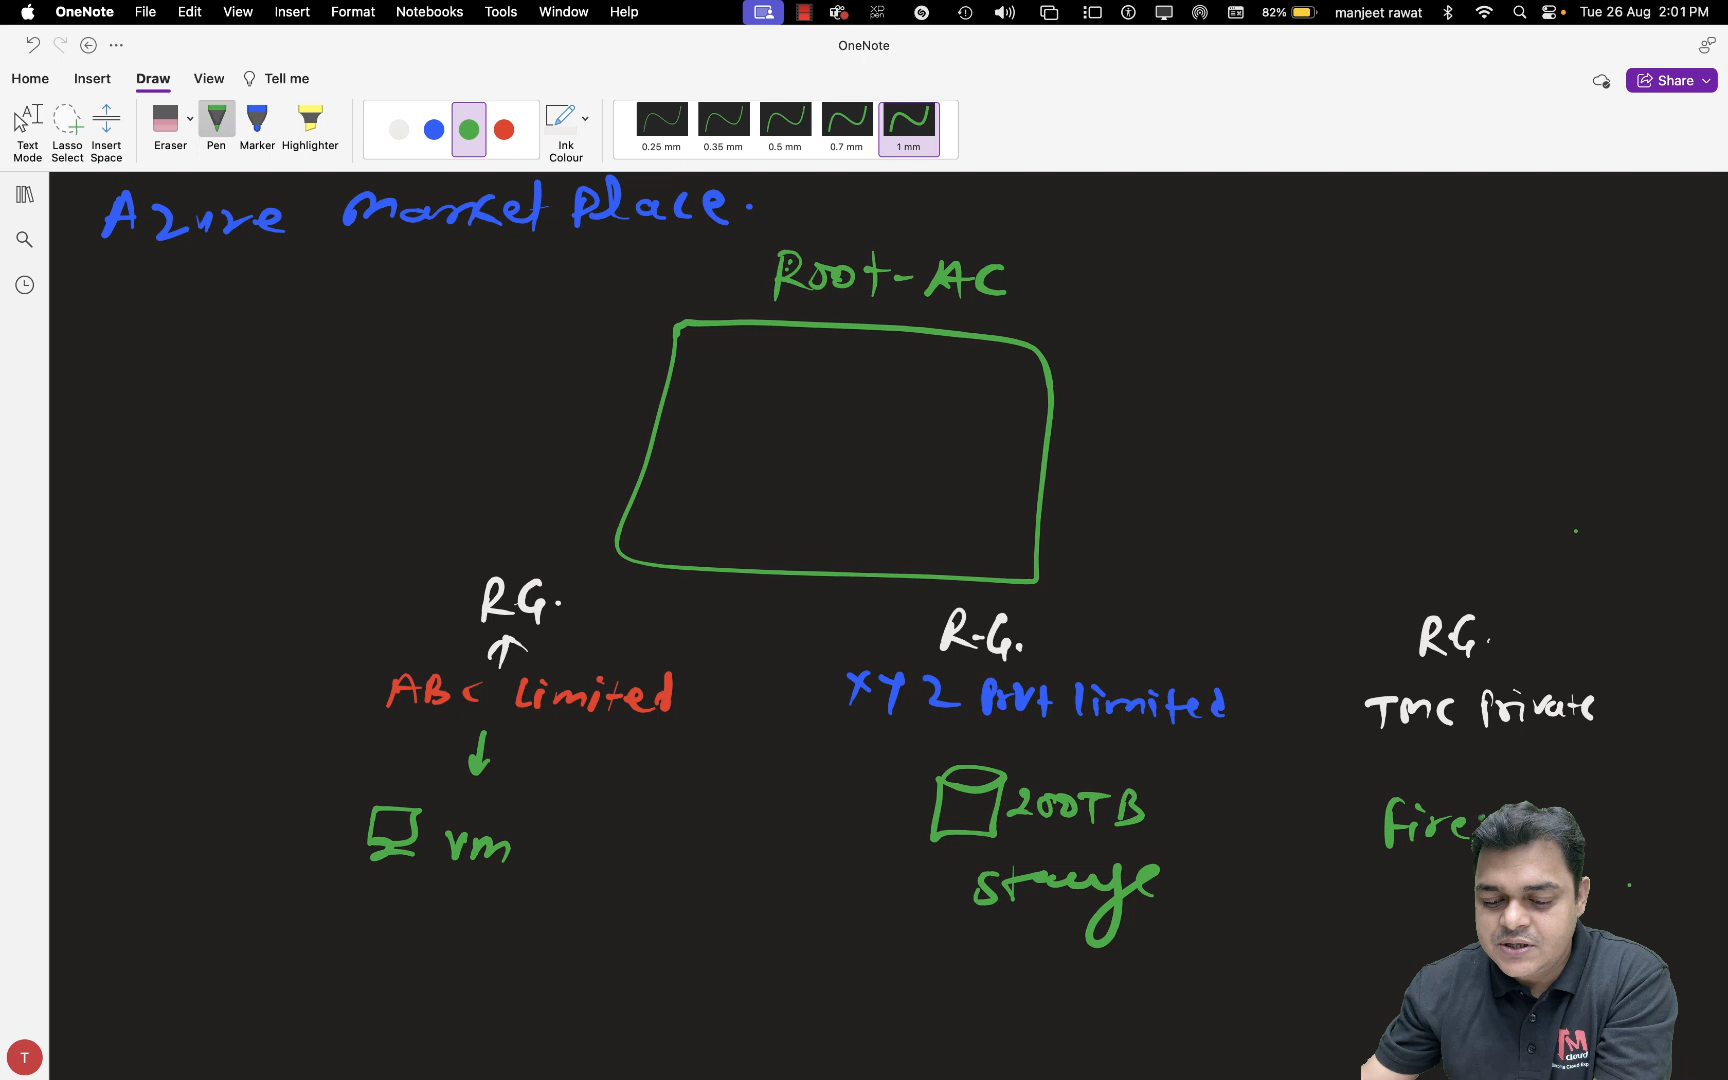 OneNote File Edit View Insert Format Notebooks Tools Window Help 82% manjeet rawat Tue 26 Aug 2:01 PM
OneNote
Home Insert Draw View Tell me Share
Text Mode
Lasso Select
Insert Space
Eraser
Pen
Marker
Highlighter
Ink Colour
0.25 mm 0.35 mm 0.5 mm 0.7 mm 1 mm
Azure Market Place.
Root-AC
RG. R-G. RG.
ABC Limited XYZ Pvt limited TMC Private
200TB
Fire
vm
storage
T
M
Cloud